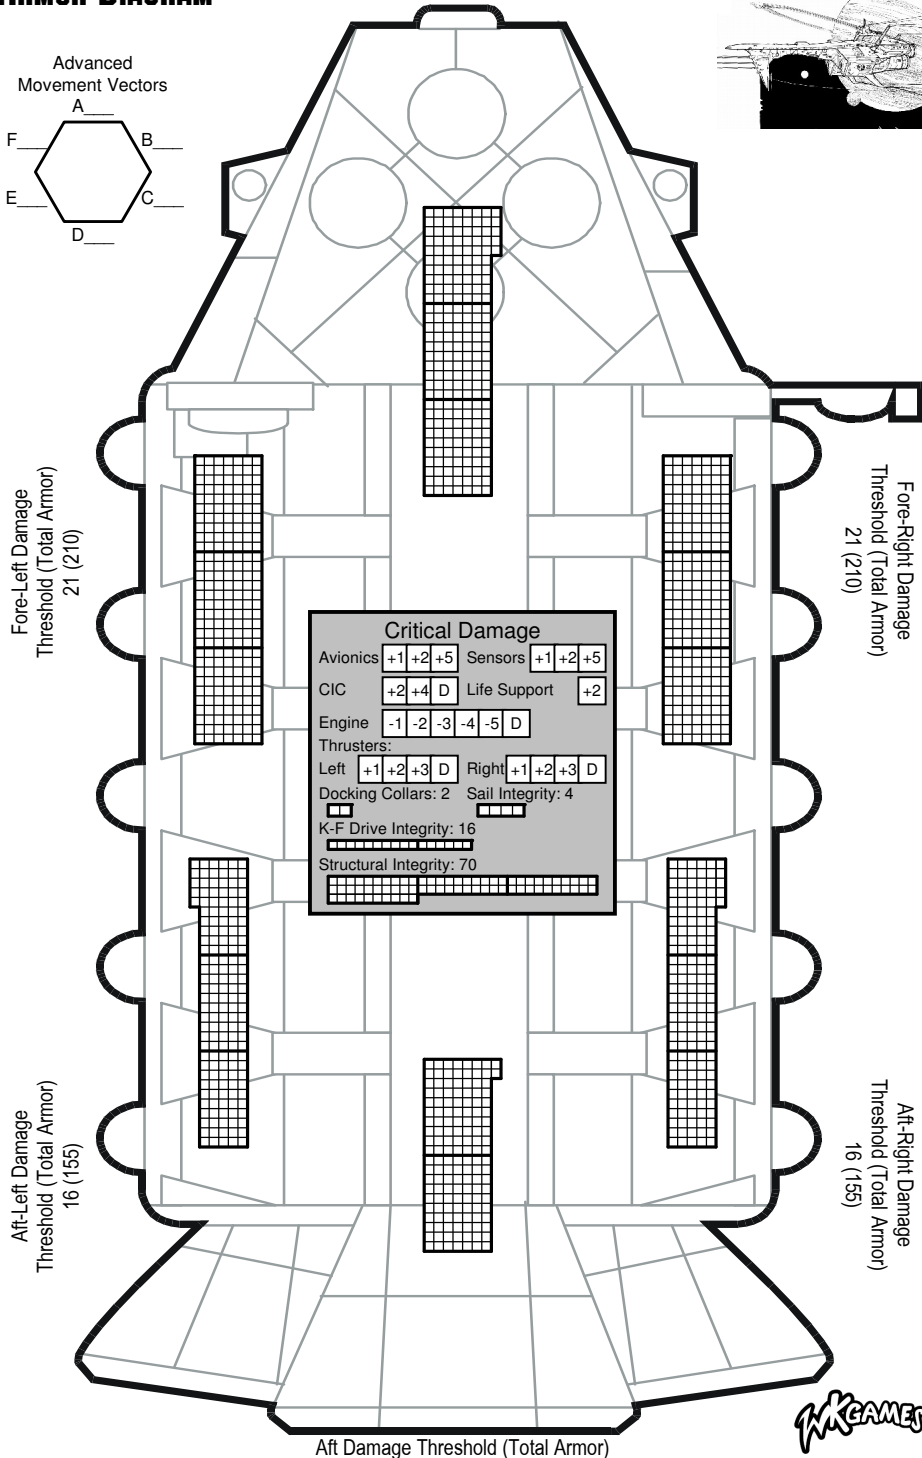 Armor Diagram
Advanced
Movement Vectors
A___
F___ B___
E___ C___
D___
Fore-Left Damage
Threshold (Total Armor)
21 (210)
Fore-Right Damage
Threshold (Total Armor)
21 (210)
Critical Damage
Avionics +1 +2 +5 Sensors +1 +2 +5
CIC +2 +4 D Life Support +2
Engine -1 -2 -3 -4 -5 D
Thrusters:
Left +1 +2 +3 D Right +1 +2 +3 D
Docking Collars: 2 Sail Integrity: 4
K-F Drive Integrity: 16
Structural Integrity: 70
Aft-Left Damage
Threshold (Total Armor)
16 (155)
Aft-Right Damage
Threshold (Total Armor)
16 (155)
WKGAMES
Aft Damage Threshold (Total Armor)